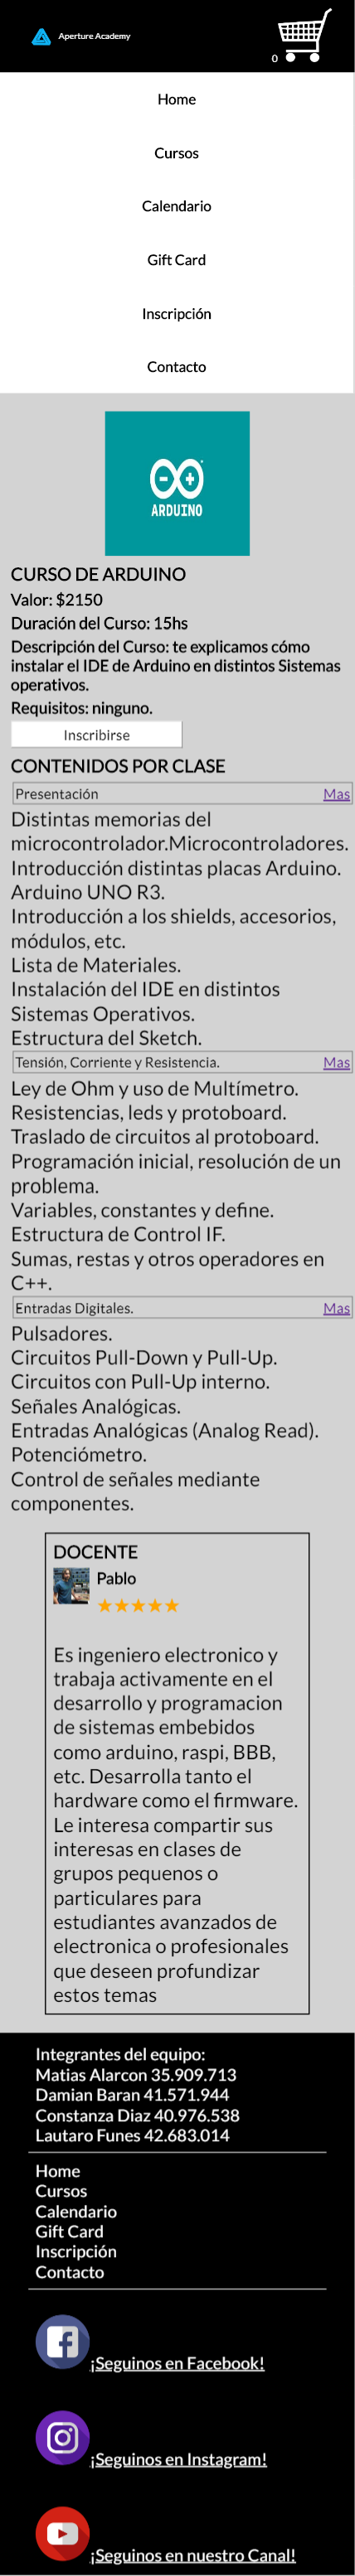 Aperture Academy
0
Home
Cursos
Calendario
Gift Card
Inscripción
Contacto
ARDUINO
CURSO DE ARDUINO
Valor: $2150
Duración del Curso: 15hs
Descripción del Curso: te explicamos cómo
instalar el IDE de Arduino en distintos Sistemas
operativos.
Requisitos: ninguno.
Inscribirse
CONTENIDOS POR CLASE
Presentación Mas
Distintas memorias del
microcontrolador.Microcontroladores.
Introducción distintas placas Arduino.
Arduino UNO R3.
Introducción a los shields, accesorios,
módulos, etc.
Lista de Materiales.
Instalación del IDE en distintos
Sistemas Operativos.
Estructura del Sketch.
Tensión, Corriente y Resistencia. Mas
Ley de Ohm y uso de Multímetro.
Resistencias, leds y protoboard.
Traslado de circuitos al protoboard.
Programación inicial, resolución de un
problema.
Variables, constantes y define.
Estructura de Control IF.
Sumas, restas y otros operadores en
C++.
Entradas Digitales. Mas
Pulsadores.
Circuitos Pull-Down y Pull-Up.
Circuitos con Pull-Up interno.
Señales Analógicas.
Entradas Analógicas (Analog Read).
Potenciómetro.
Control de señales mediante
componentes.
DOCENTE
Pablo
Es ingeniero electronico y
trabaja activamente en el
desarrollo y programacion
de sistemas embebidos
como arduino, raspi, BBB,
etc. Desarrolla tanto el
hardware como el firmware.
Le interesa compartir sus
interesas en clases de
grupos pequenos o
particulares para
estudiantes avanzados de
electronica o profesionales
que deseen profundizar
estos temas
Integrantes del equipo:
Matias Alarcon 35.909.713
Damian Baran 41.571.944
Constanza Diaz 40.976.538
Lautaro Funes 42.683.014
Home
Cursos
Calendario
Gift Card
Inscripción
Contacto
¡Seguinos en Facebook!
¡Seguinos en Instagram!
¡Seguinos en nuestro Canal!